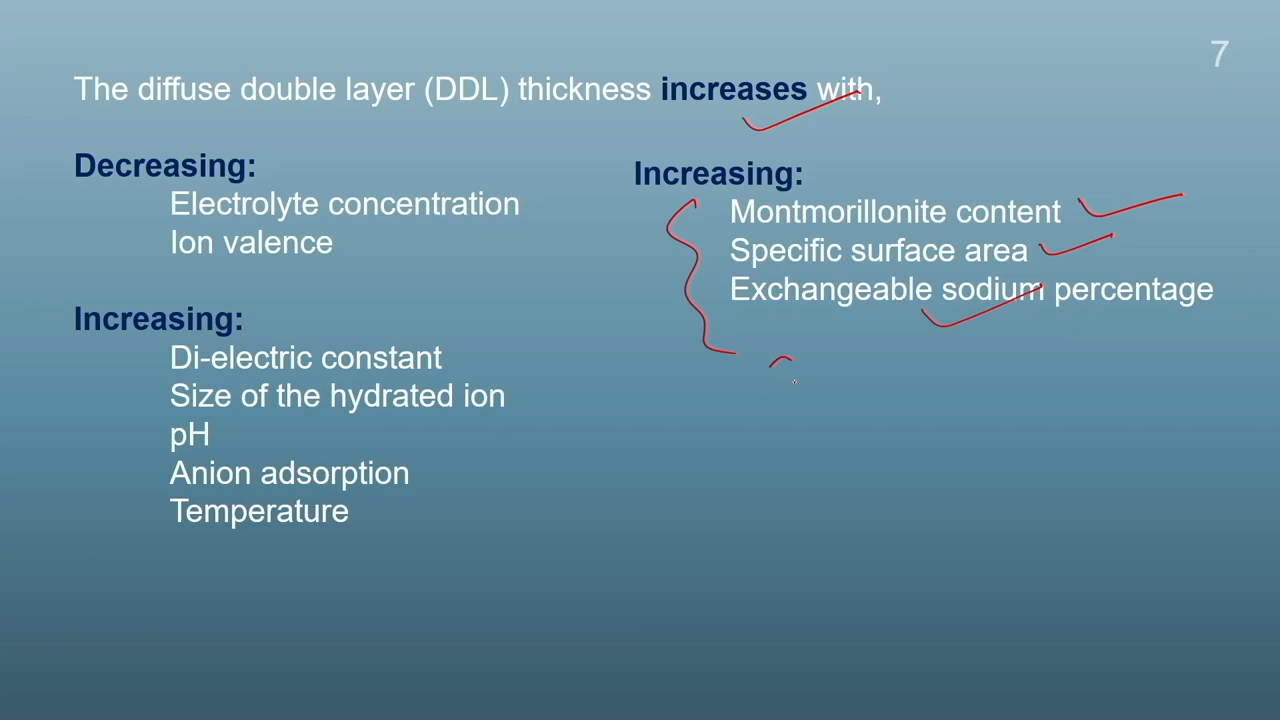 7
The diffuse double layer (DDL) thickness increases with,
Decreasing:
Electrolyte concentration
Ion valence
Increasing:
Di-electric constant
Size of the hydrated ion
pH
Anion adsorption
Temperature
Increasing:
Montmorillonite content
Specific surface area
Exchangeable sodium percentage